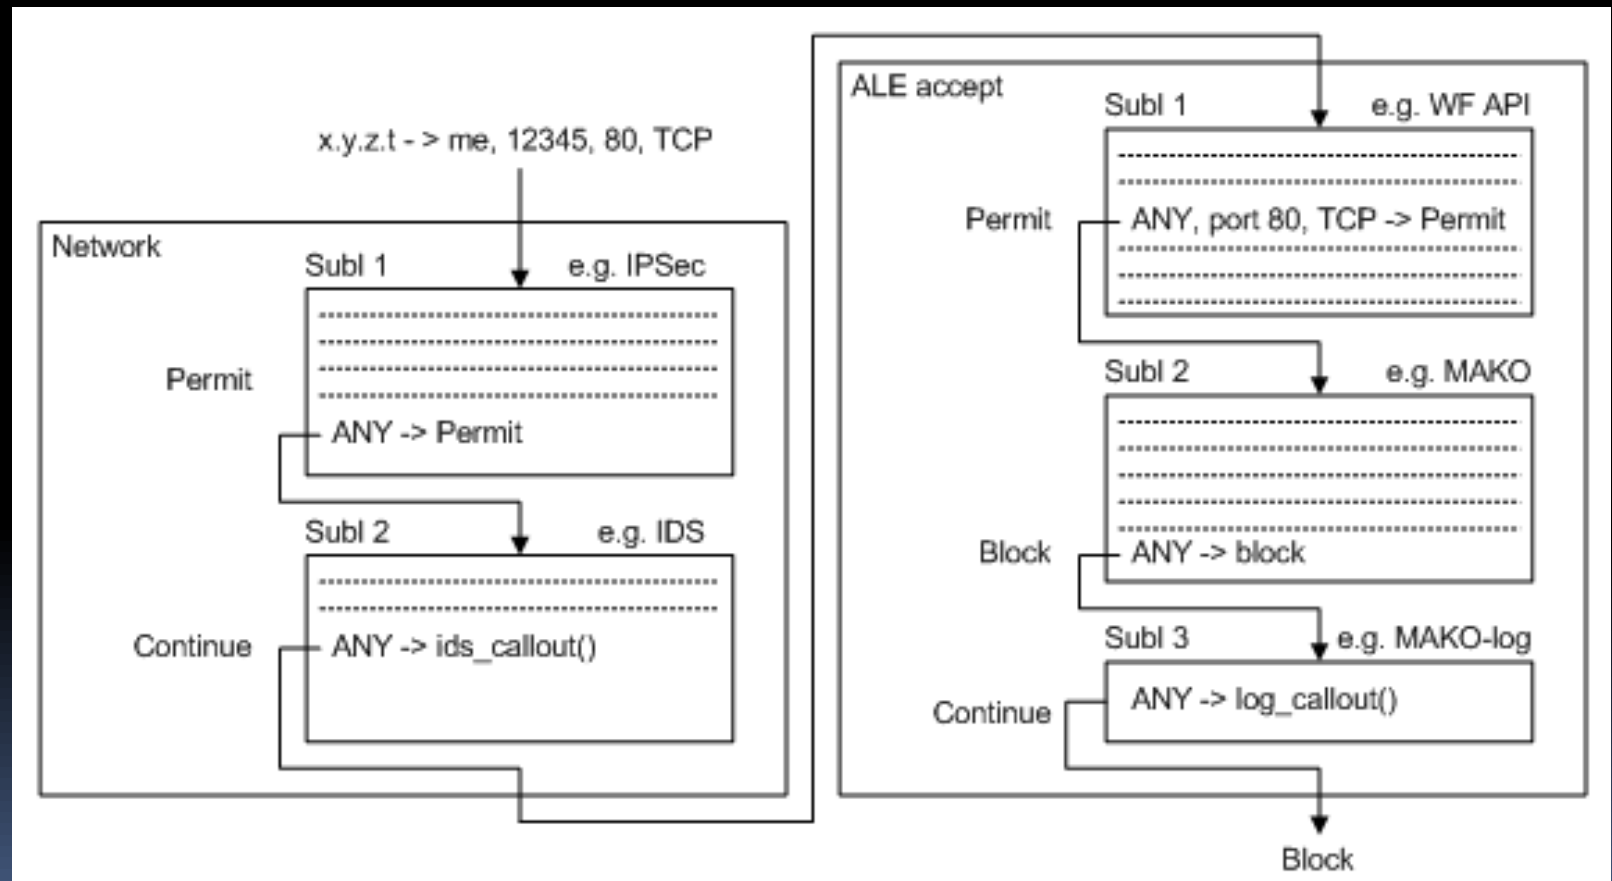 x.y.z.t - > me, 12345, 80, TCP
Network
Subl 1 e.g. IPSec
Permit
ANY -> Permit
Subl 2 e.g. IDS
Continue
ANY -> ids_callout()
ALE accept
Subl 1 e.g. WF API
Permit
ANY, port 80, TCP -> Permit
Subl 2 e.g. MAKO
Block
ANY -> block
Subl 3 e.g. MAKO-log
Continue
ANY -> log_callout()
Block